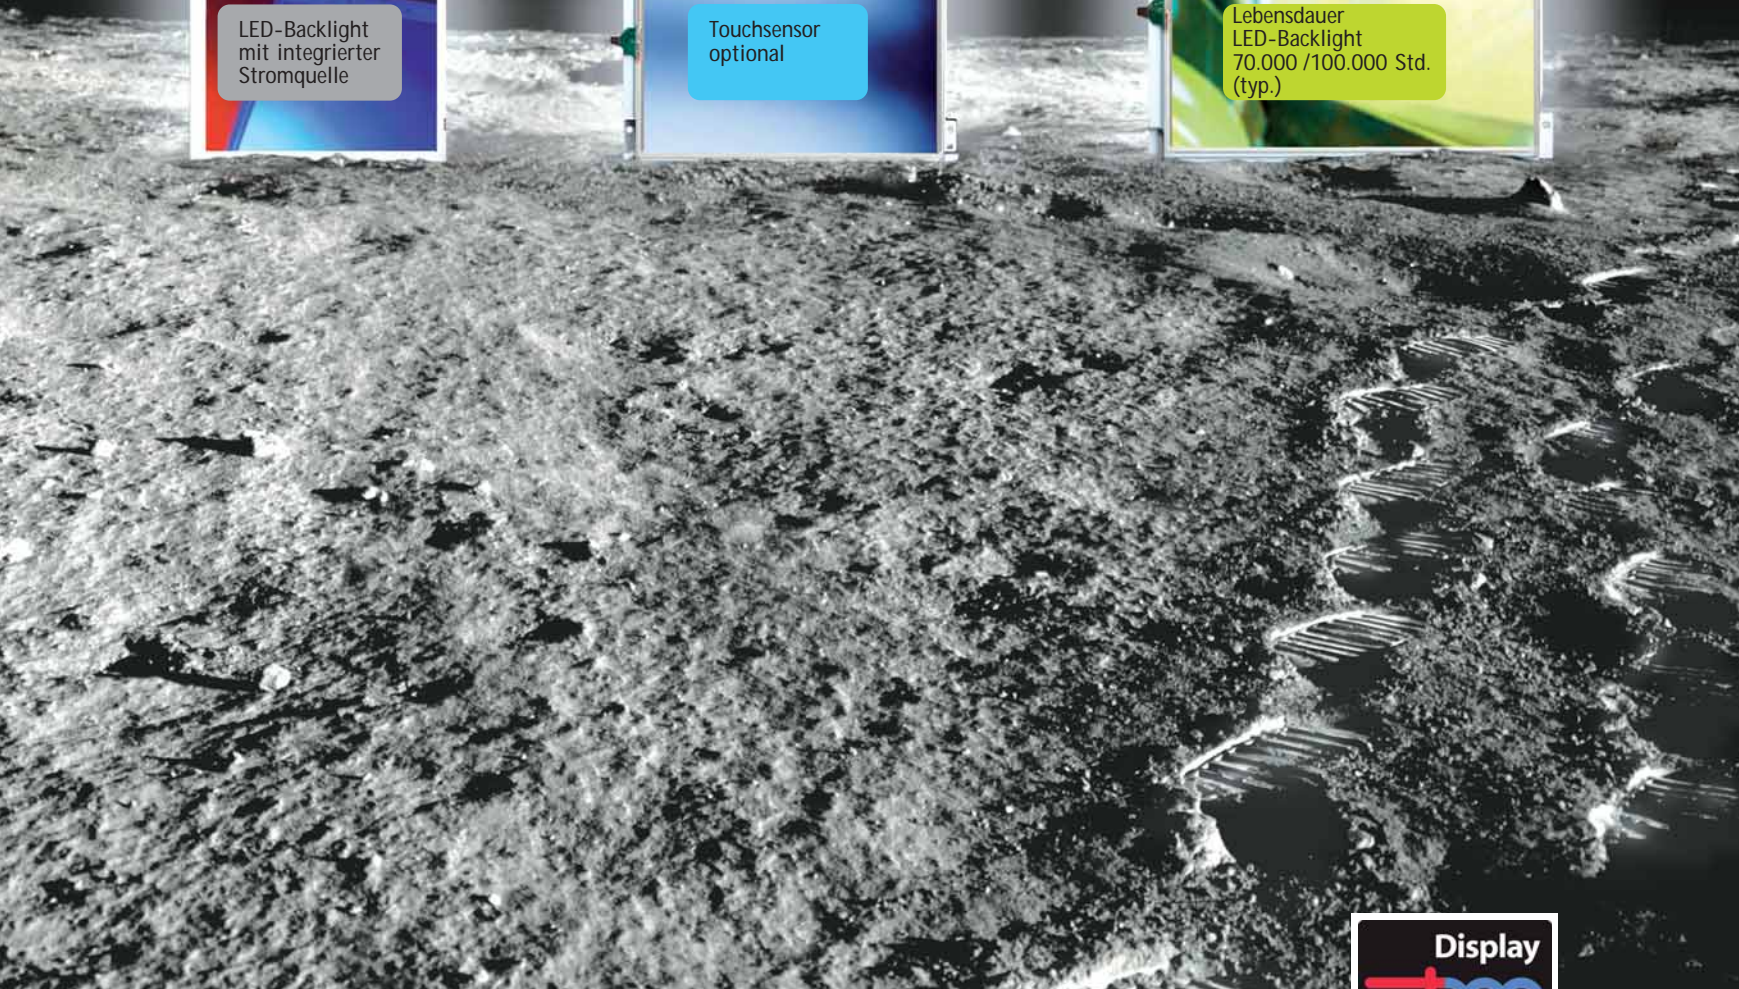 LED-Backlight
mit integrierter
Stromquelle
Touchsensor
optional
Lebensdauer
LED-Backlight
70.000 /100.000 Std.
(typ.)
Display